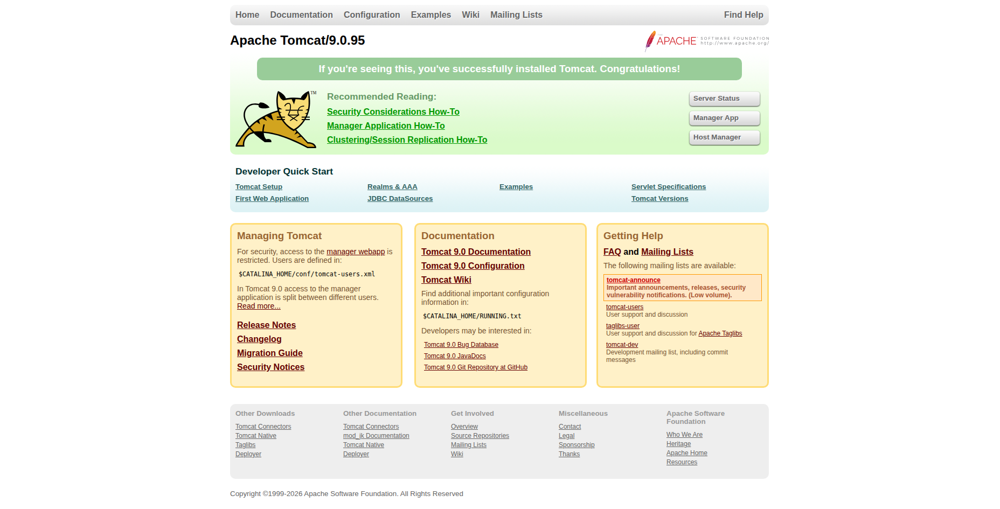 Home Documentation Configuration Examples Wiki Mailing Lists Find Help
Apache Tomcat/9.0.95
THE
APACHE
SOFTWARE FOUNDATION
http://www.apache.org/
If you're seeing this, you've successfully installed Tomcat. Congratulations!
TM
Recommended Reading:
Security Considerations How-To
Manager Application How-To
Clustering/Session Replication How-To
Server Status
Manager App
Host Manager
Developer Quick Start
Tomcat Setup
First Web Application
Realms & AAA
JDBC DataSources
Examples
Servlet Specifications
Tomcat Versions
Managing Tomcat
For security, access to the manager webapp is
restricted. Users are defined in:
$CATALINA_HOME/conf/tomcat-users.xml
In Tomcat 9.0 access to the manager
application is split between different users.
Read more...
Release Notes
Changelog
Migration Guide
Security Notices
Documentation
Tomcat 9.0 Documentation
Tomcat 9.0 Configuration
Tomcat Wiki
Find additional important configuration
information in:
$CATALINA_HOME/RUNNING.txt
Developers may be interested in:
Tomcat 9.0 Bug Database
Tomcat 9.0 JavaDocs
Tomcat 9.0 Git Repository at GitHub
Getting Help
FAQ and Mailing Lists
The following mailing lists are available:
tomcat-announce
Important announcements, releases, security
vulnerability notifications. (Low volume).
tomcat-users
User support and discussion
taglibs-user
User support and discussion for Apache Taglibs
tomcat-dev
Development mailing list, including commit
messages
Other Downloads
Tomcat Connectors
Tomcat Native
Taglibs
Deployer
Other Documentation
Tomcat Connectors
mod_jk Documentation
Tomcat Native
Deployer
Get Involved
Overview
Source Repositories
Mailing Lists
Wiki
Miscellaneous
Contact
Legal
Sponsorship
Thanks
Apache Software
Foundation
Who We Are
Heritage
Apache Home
Resources
Copyright ©1999-2026 Apache Software Foundation. All Rights Reserved